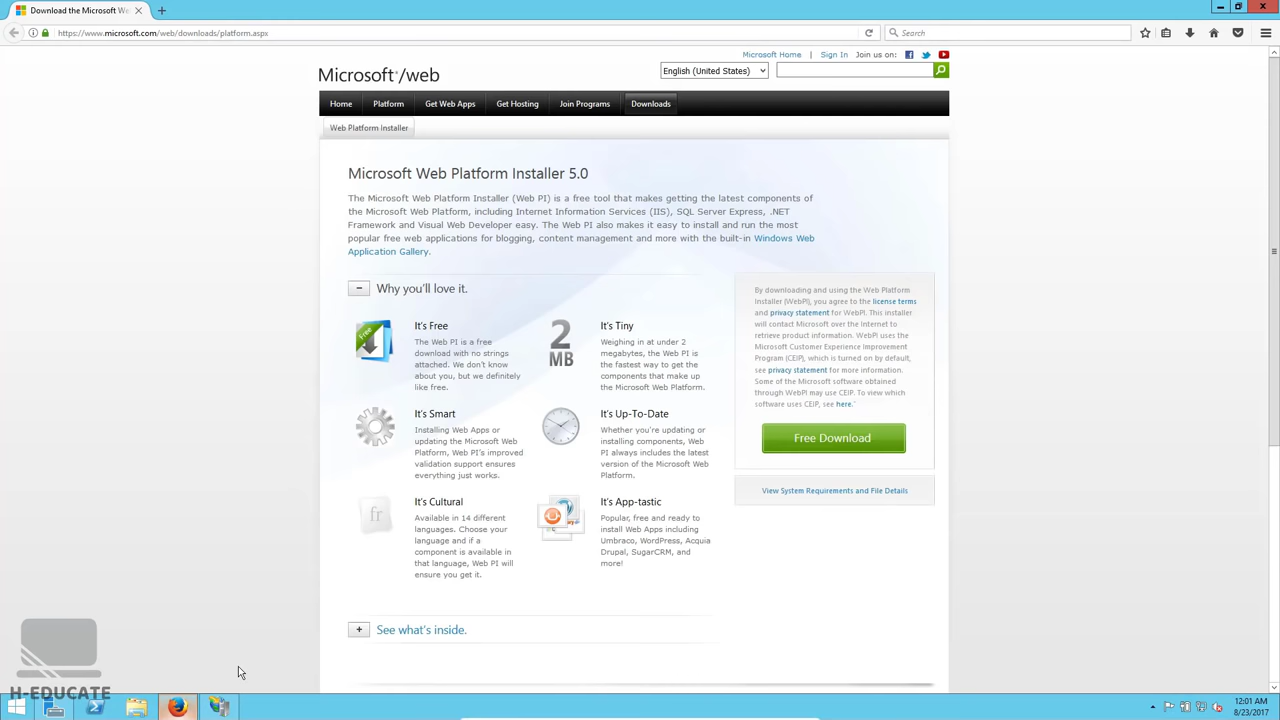 Download the Microsoft We
https://www.microsoft.com/web/downloads/platform.aspx
Search
Microsoft Home | Sign In Join us on:
Microsoft/web
English (United States)
Home Platform Get Web Apps Get Hosting Join Programs Downloads
Web Platform Installer
Microsoft Web Platform Installer 5.0
The Microsoft Web Platform Installer (Web PI) is a free tool that makes getting the latest components of
the Microsoft Web Platform, including Internet Information Services (IIS), SQL Server Express, .NET
Framework and Visual Web Developer easy. The Web PI also makes it easy to install and run the most
popular free web applications for blogging, content management and more with the built-in Windows Web
Application Gallery.
Why you'll love it.
Free
It's Free
The Web PI is a free
download with no strings
attached. We don't know
about you, but we definitely
like free.
2
MB
It's Tiny
Weighing in at under 2
megabytes, the Web PI is
the fastest way to get the
components that make up
the Microsoft Web Platform.
It's Smart
Installing Web Apps or
updating the Microsoft Web
Platform, Web PI's improved
validation support ensures
everything just works.
It's Up-To-Date
Whether you're updating or
installing components, Web
PI always includes the latest
version of the Microsoft Web
Platform.
fr
It's Cultural
Available in 14 different
languages. Choose your
language and if a
component is available in
that language, Web PI will
ensure you get it.
It's App-tastic
Popular, free and ready to
install Web Apps including
Umbraco, WordPress, Acquia
Drupal, SugarCRM, and
more!
By downloading and using the Web Platform
Installer (WebPI), you agree to the license terms
and privacy statement for WebPI. This installer
will contact Microsoft over the Internet to
retrieve product information. WebPI uses the
Microsoft Customer Experience Improvement
Program (CEIP), which is turned on by default,
see privacy statement for more information.
Some of the Microsoft software obtained
through WebPI may use CEIP. To view which
software uses CEIP, see here.`
Free Download
View System Requirements and File Details
See what's inside.
H-EDUCATE
12:01 AM
8/23/2017